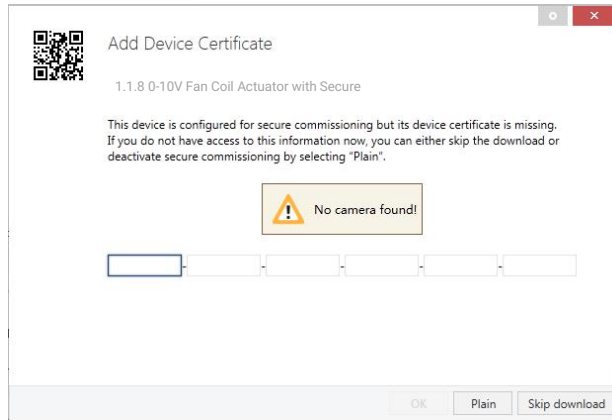 Add Device Certificate
1.1.8 0-10V Fan Coil Actuator with Secure
This device is configured for secure commissioning but its device certificate is missing.
If you do not have access to this information now, you can either skip the download or
deactivate secure commissioning by selecting "Plain".
No camera found!
- - - - -
OK Plain Skip download